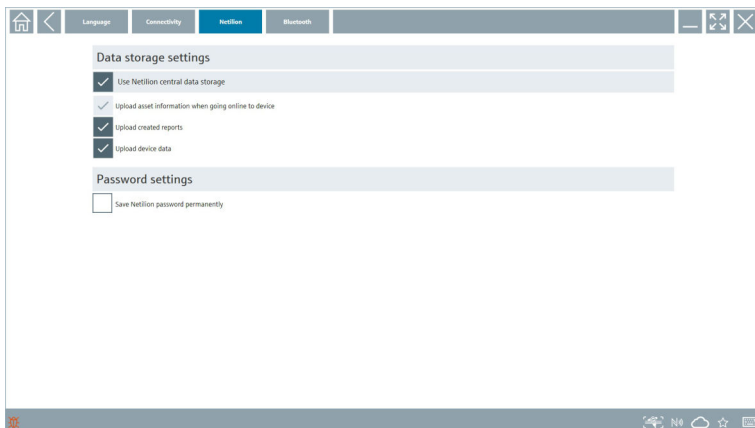 Language Connectivity Netilion Bluetooth
Data storage settings
Use Netilion central data storage
Upload asset information when going online to device
Upload created reports
Upload device data
Password settings
Save Netilion password permanently